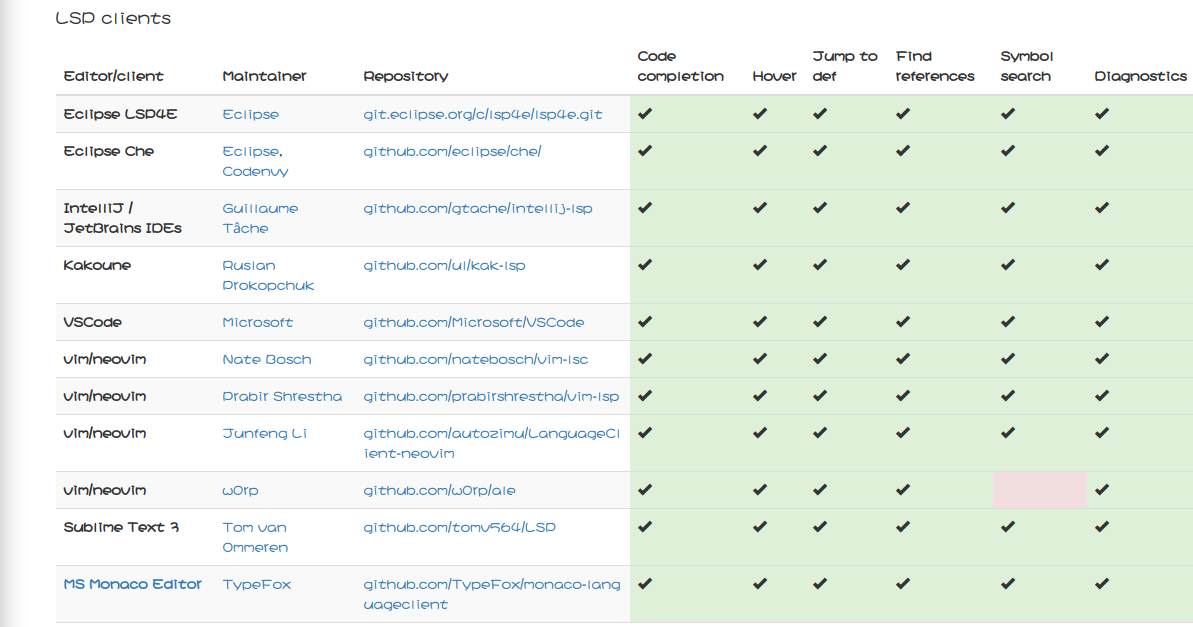 LSP clients
Editor/client Maintainer Repository Code completion Hover Jump to def Find references Symbol search Diagnostics
Eclipse LSP4E Eclipse git.eclipse.org/c/lsp4e/lsp4e.git ✔ ✔ ✔ ✔ ✔ ✔
Eclipse Che Eclipse, github.com/eclipse/che/ ✔ ✔ ✔ ✔ ✔ ✔
Codenvy
IntelliJ / Guillaume github.com/gtache/intellij-lsp ✔ ✔ ✔ ✔ ✔ ✔
JetBrains IDEs Tâche
Kakoune Ruslan github.com/ul/kak-lsp ✔ ✔ ✔ ✔ ✔ ✔
Prokopchuk
VSCode Microsoft github.com/Microsoft/VSCode ✔ ✔ ✔ ✔ ✔ ✔
vim/neovim Nate Bosch github.com/natebosch/vim-lsc ✔ ✔ ✔ ✔ ✔ ✔
vim/neovim Prabir Shrestha github.com/prabirshrestha/vim-lsp ✔ ✔ ✔ ✔ ✔ ✔
vim/neovim Junfeng Li github.com/autozimu/LanguageCl ✔ ✔ ✔ ✔ ✔ ✔
ient-neovim
vim/neovim w0rp github.com/w0rp/ale ✔ ✔ ✔ ✔ ✔
Sublime Text 3 Tom van github.com/tomv564/LSP ✔ ✔ ✔ ✔ ✔ ✔
Ommeren
MS Monaco Editor TypeFox github.com/TypeFox/monaco-lang ✔ ✔ ✔ ✔ ✔ ✔
uageclient